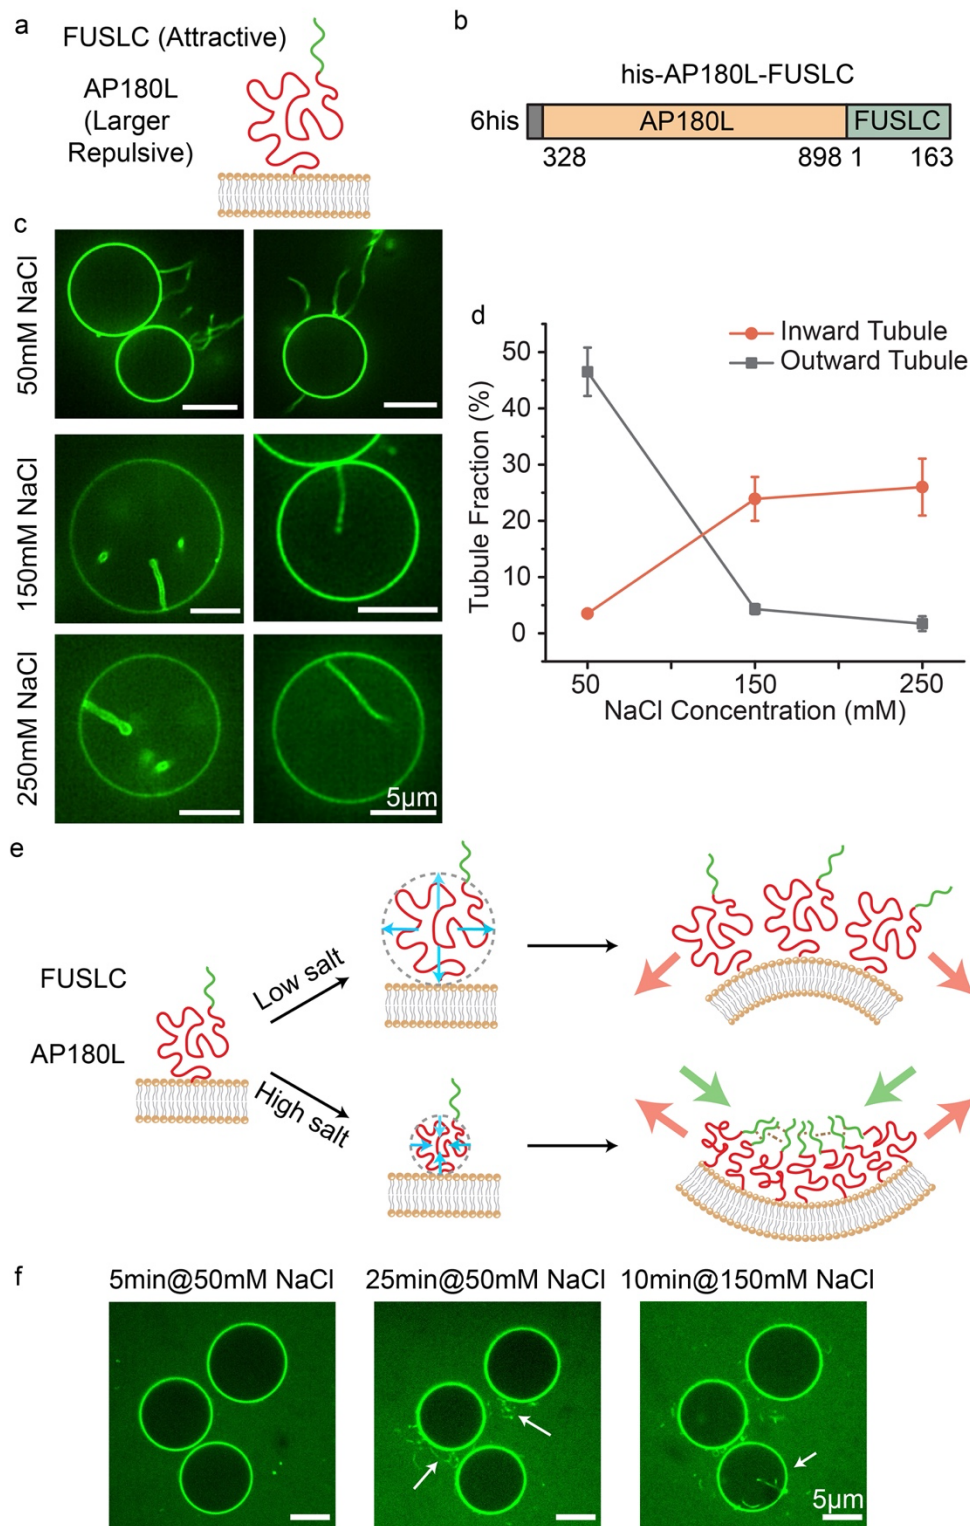 a
FUSLC (Attractive)
AP180L
(Larger
Repulsive)
b
his-AP180L-FUSLC
6his AP180L FUSLC
328 898 1 163
c
50mM NaCl
150mM NaCl
250mM NaCl
5μm
d
Inward Tubule
Outward Tubule
Tubule Fraction (%)
50
40
30
20
10
0
50 150 250
NaCl Concentration (mM)
e
FUSLC
AP180L
Low salt
High salt
f
5min@50mM NaCl 25min@50mM NaCl 10min@150mM NaCl
5μm